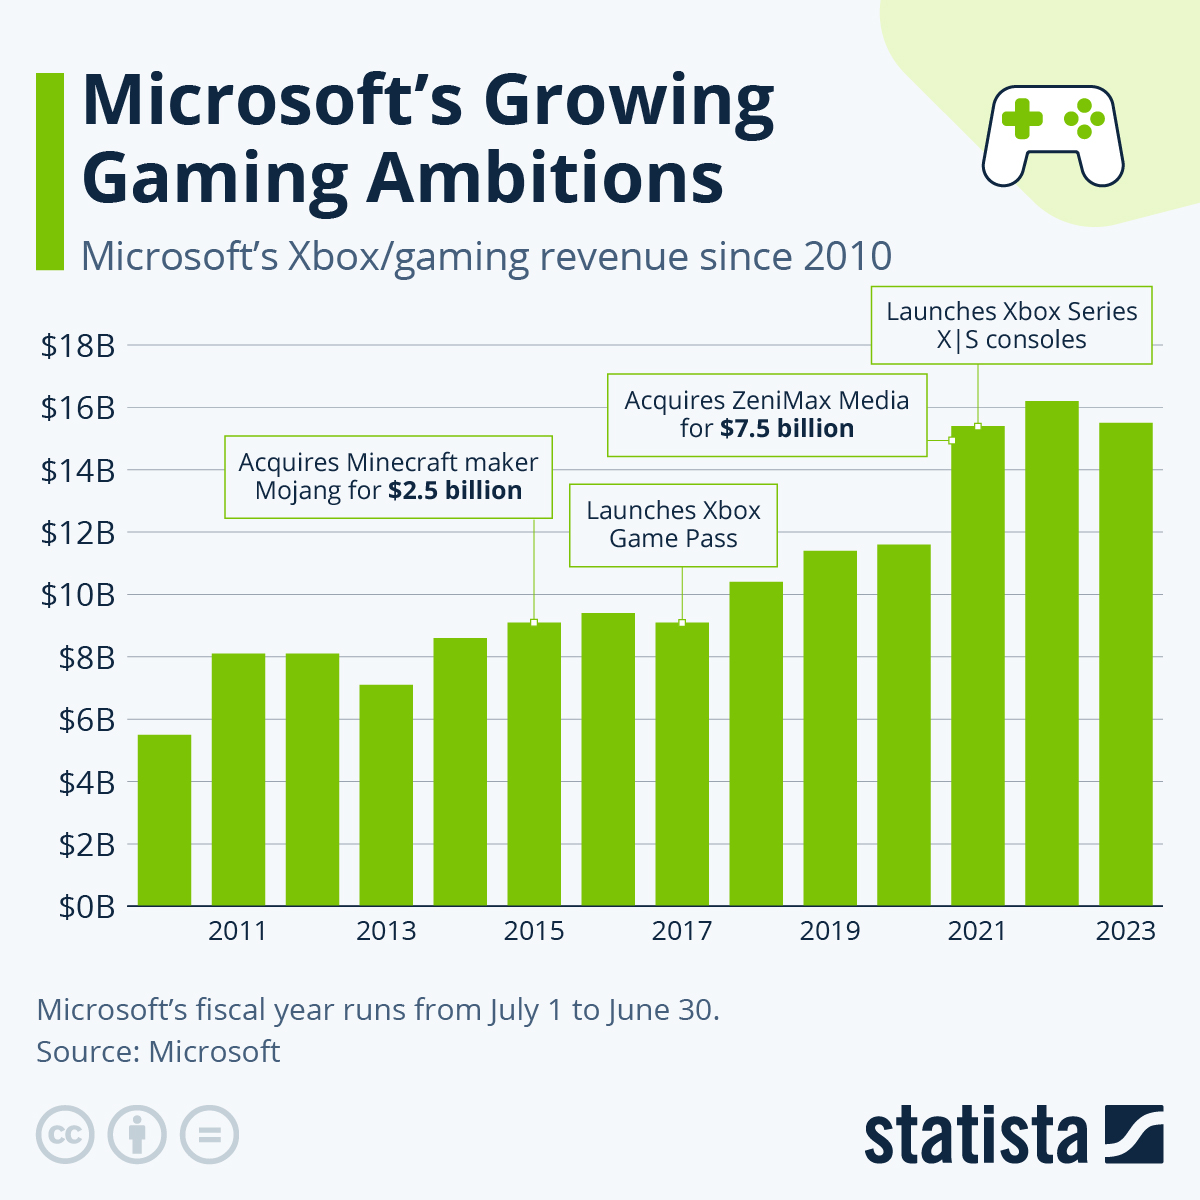 Microsoft's Growing
Gaming Ambitions
Microsoft's Xbox/gaming revenue since 2010
Launches Xbox Series
X|S consoles
Acquires ZeniMax Media
for $7.5 billion
Acquires Minecraft maker
Mojang for $2.5 billion
Launches Xbox
Game Pass
$18B
$16B
$14B
$12B
$10B
$8B
$6B
$4B
$2B
$0B
2011 2013 2015 2017 2019 2021 2023
Microsoft's fiscal year runs from July 1 to June 30.
Source: Microsoft
cc
statista